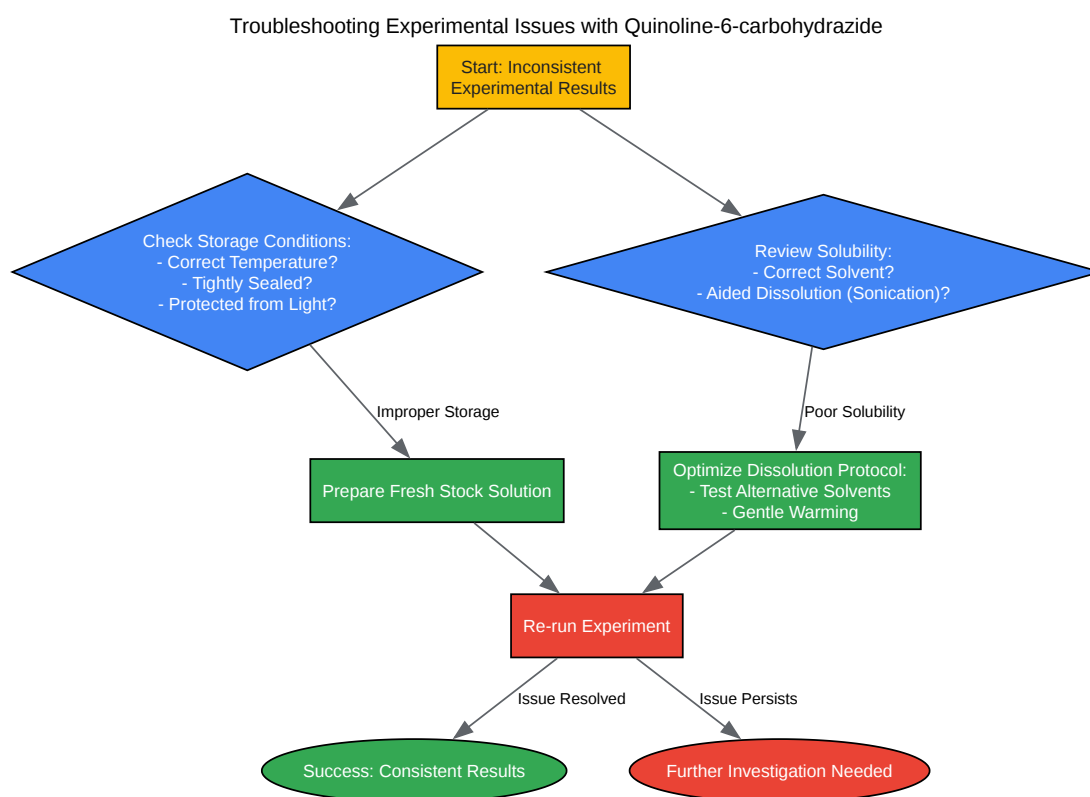 Troubleshooting Experimental Issues with Quinoline-6-carbohydrazide
Start: Inconsistent
Experimental Results
Check Storage Conditions:
- Correct Temperature?
- Tightly Sealed?
- Protected from Light?
Review Solubility:
- Correct Solvent?
- Aided Dissolution (Sonication)?
Improper Storage
Poor Solubility
Prepare Fresh Stock Solution
Optimize Dissolution Protocol:
- Test Alternative Solvents
- Gentle Warming
Re-run Experiment
Issue Resolved
Issue Persists
Success: Consistent Results
Further Investigation Needed